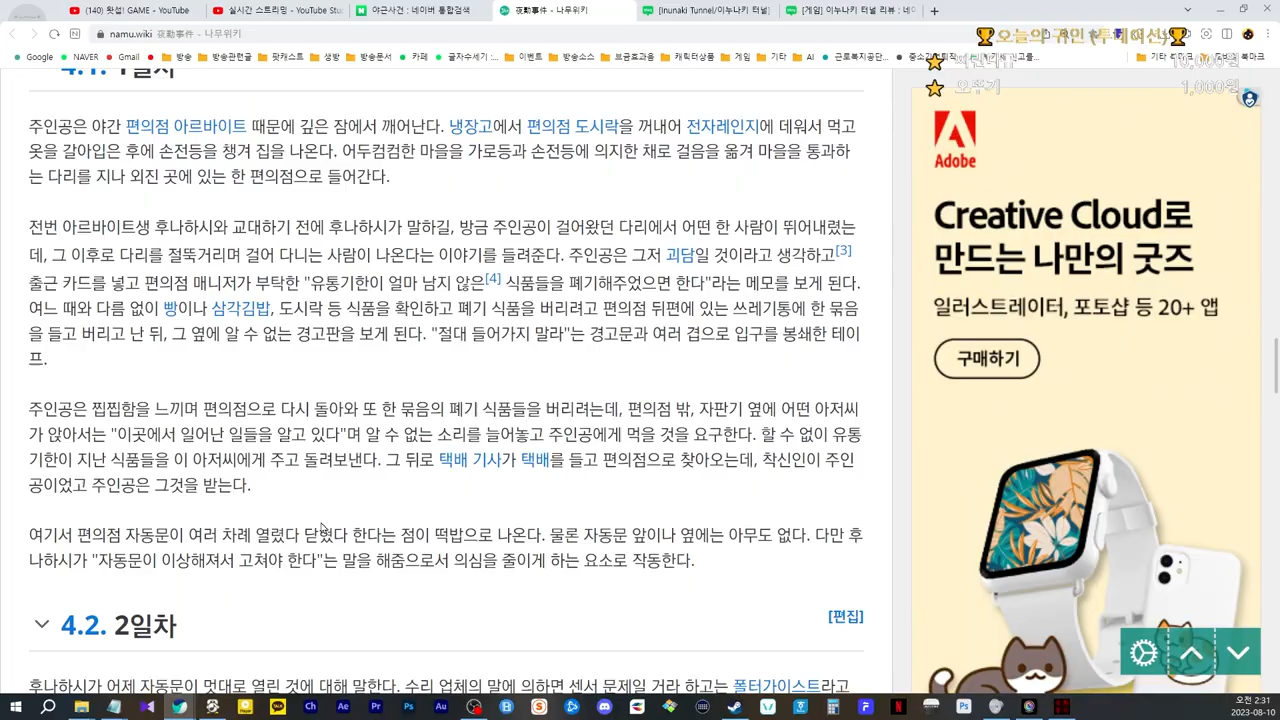 (140) 왓섭! GAME - YouTube
실시간 스트리밍 - YouTube Stu
야근사건 : 네이버 통합검색
夜勤事件 - 나무위키
[Inunaki Tunnel/이누나키 터널]
[게임] 이누나키 터널 리뷰 : 네이
namu.wiki 夜勤事件 - 나무위키
오늘의 귀인 (투네이션)
Google NAVER Gmail 방송 방송관련글 팟캐스트 생방 방송문서 카페 글자수 이벤트 방송소스 브금효과음 캐릭터상품 게임 기타 AI 근로복지공단...
10,000원
오뚜기 1,000원
4.1. 1일차
주인공은 야간 편의점 아르바이트 때문에 깊은 잠에서 깨어난다. 냉장고에서 편의점 도시락을 꺼내어 전자레인지에 데워서 먹고
옷을 갈아입은 후에 손전등을 챙겨 집을 나온다. 어두컴컴한 마을을 가로등과 손전등에 의지한 채로 걸음을 옮겨 마을을 통과하
는 다리를 지나 외진 곳에 있는 한 편의점으로 들어간다.
전번 아르바이트생 후나하시와 교대하기(전에 후나하시가 말하길, 방금 주인공이 걸어왔던 다리에서 어떤 한 사람이 뛰어내렸는
데, 그 이후로 다리를 절뚝거리며 걸어 다니는 사람이 나온다는 이야기를 들려준다. 주인공은 그저 괴담일 것이라고 생각하고[3]
출근 카드를 넣고 편의점 매니저가 부탁한 "유통기한이 얼마 남지 않은[4] 식품들을 폐기해주었으면 한다"라는 메모를 보게 된다.
여느 때와 다름 없이 빵이나 삼각김밥, 도시락 등 식품을 확인하고 폐기 식품을 버리려고 편의점 뒤편에 있는 쓰레기통에 한 묶음
을 들고 버리고 난 뒤, 그 옆에 알 수 없는 경고판을 보게 된다. "절대 들어가지 말라"는 경고문과 여러 겹으로 입구를 봉쇄한 테이
프.
주인공은 찝찝함을 느끼며 편의점으로 다시 돌아와 또 한 묶음의 폐기 식품들을 버리려는데, 편의점 밖, 자판기 옆에 어떤 아저씨
가 앉아서는 "이곳에서 일어난 일들을 알고 있다"며 알 수 없는 소리를 늘어놓고 주인공에게 먹을 것을 요구한다. 할 수 없이 유통
기한이 지난 식품들을 이 아저씨에게 주고 돌려보낸다. 그 뒤로 택배 기사가 택배를 들고 편의점으로 찾아오는데, 착신인이 주인
공이었고 주인공은 그것을 받는다.
여기서 편의점 자동문이 여러 차례 열렸다 닫혔다 한다는 점이 떡밥으로 나온다. 물론 자동문 앞이나 옆에는 아무도 없다. 다만 후
나하시가 "자동문이 이상해져서 고쳐야 한다"는 말을 해줌으로서 의심을 줄이게 하는 요소로 작동한다.
4.2. 2일차
[편집]
후나하시가 어제 자동문이 멋대로 열린 것에 대해 말한다. 수리 업체의 말에 의하면 센서 문제일 거라 하고는 폴터가이스트라고
Adobe
Creative Cloud로
만드는 나만의 굿즈
일러스트레이터, 포토샵 등 20+ 앱
구매하기
오전 2:31
2023-08-10